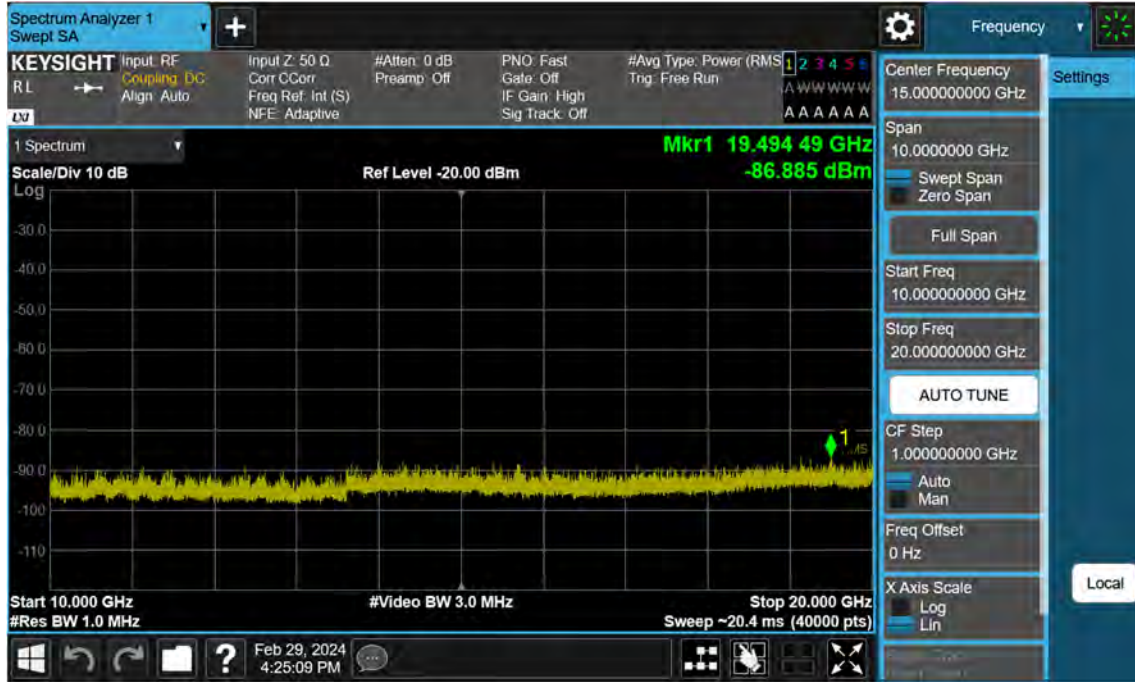 Spectrum Analyzer 1
Swept SA
Frequency
KEYSIGHT
R L
LXI
Input: RF
Coupling: DC
Align: Auto
Input Z: 50 Ω
Corr CCorr
Freq Ref: Int (S)
NFE: Adaptive
#Atten: 0 dB
Preamp: Off
PNO: Fast
Gate: Off
IF Gain: High
Sig Track: Off
#Avg Type: Power (RMS
Trig: Free Run
1 2 3 4 5 6
A W W W W W
A A A A A A
1 Spectrum
Scale/Div 10 dB
Log
Ref Level -20.00 dBm
Mkr1 19.494 49 GHz
-86.885 dBm
-30.0
-40.0
-50.0
-60.0
-70.0
-80.0
-90.0
-100
-110
1
Start 10.000 GHz
#Res BW 1.0 MHz
#Video BW 3.0 MHz
Stop 20.000 GHz
Sweep ~20.4 ms (40000 pts)
Feb 29, 2024
4:25:09 PM
Center Frequency
15.000000000 GHz
Span
10.0000000 GHz
Swept Span
Zero Span
Full Span
Start Freq
10.000000000 GHz
Stop Freq
20.000000000 GHz
AUTO TUNE
CF Step
1.000000000 GHz
Auto
Man
Freq Offset
0 Hz
X Axis Scale
Log
Lin
Settings
Local